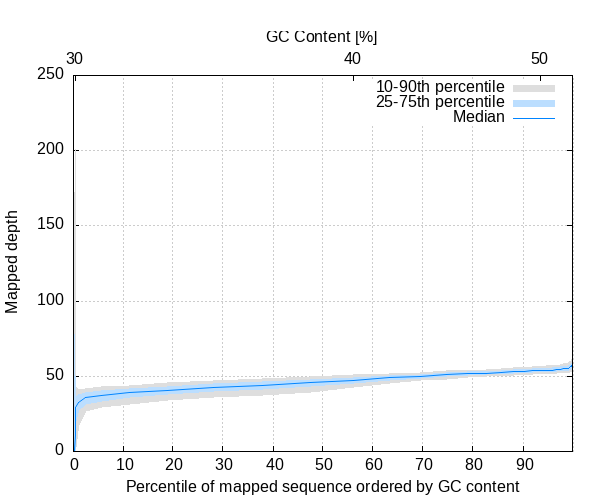 GC Content [%]
30 40 50
250
10-90th percentile
25-75th percentile
Median
200
150
100
50
0
Mapped depth
0 10 20 30 40 50 60 70 80 90
Percentile of mapped sequence ordered by GC content